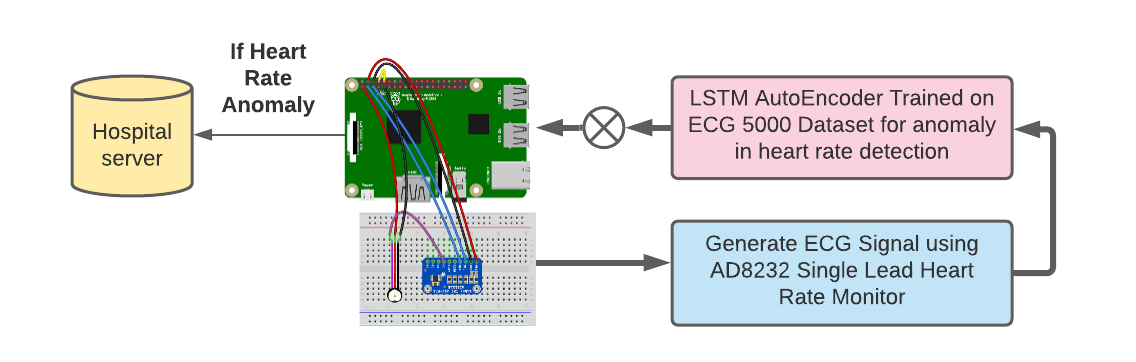 If Heart
Rate
Anomaly
Hospital
server
LSTM AutoEncoder Trained on
ECG 5000 Dataset for anomaly
in heart rate detection
Generate ECG Signal using
AD8232 Single Lead Heart
Rate Monitor